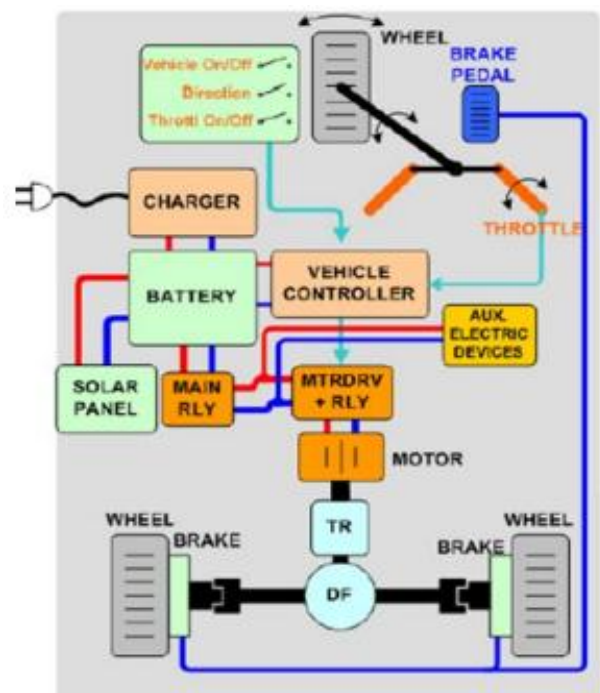 WHEEL
BRAKE
PEDAL
Vehicle On/Off
Direction
Throttl On/Off
CHARGER
THROTTLE
BATTERY
VEHICLE
CONTROLLER
AUX.
ELECTRIC
DEVICES
SOLAR
PANEL
MAIN
RLY
MTRDRV
+ RLY
MOTOR
WHEEL
BRAKE
TR
BRAKE
WHEEL
DF